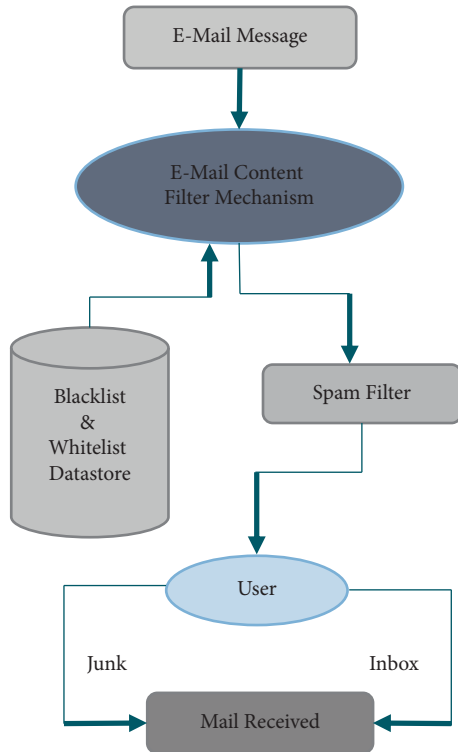 E-Mail Message
E-Mail Content
Filter Mechanism
Blacklist
&
Whitelist
Datastore
Spam Filter
User
Junk
Inbox
Mail Received